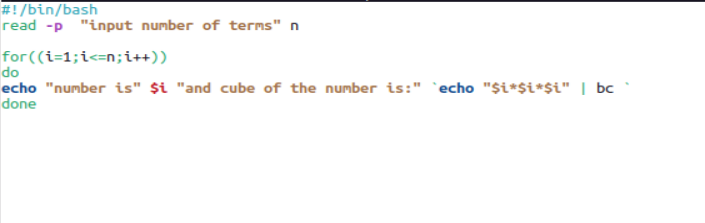 #!/bin/bash
read -p  "input number of terms" n

for((i=1;i<=n;i++))
do
echo "number is" $i "and cube of the number is:" `echo "$i*$i*$i" | bc `
done